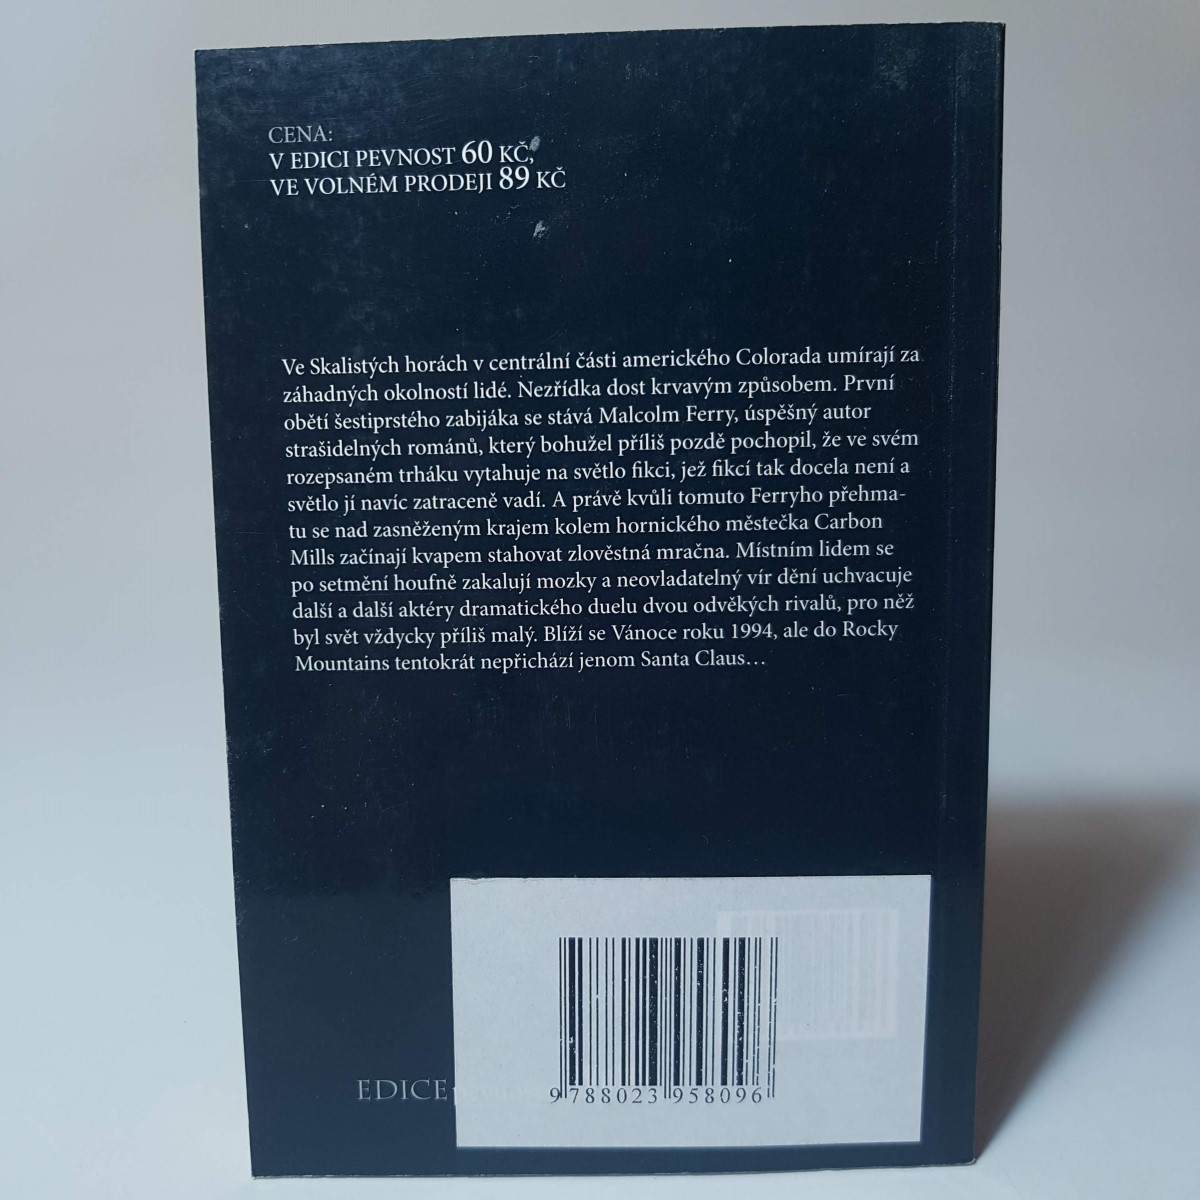 CENA:
V EDICI PEVNOST 60 KČ,
VE VOLNÉM PRODEJI 89 KČ
Ve Skalistých horách v centrální části amerického Colorada umírají za
záhadných okolností lidé. Nezřídka dost krvavým způsobem. První
obětí šestiprstého zabijáka se stává Malcolm Ferry, úspěšný autor
strašidelných románů, který bohužel příliš pozdě pochopil, že ve svém
rozepsaném trháku vytahuje na světlo fikci, jež fikcí tak docela není a
světlo jí navíc zatraceně vadí. A právě kvůli tomuto Ferryho přehma-
tu se nad zasněženým krajem kolem hornického městečka Carbon
Mills začínají kvapem stahovat zlověstná mračna. Místním lidem se
po setmění houfně zakalují mozky a neovladatelný vír dění uchvacuje
další a další aktéry dramatického duelu dvou odvěkých rivalů, pro něž
byl svět vždycky příliš malý. Blíží se Vánoce roku 1994, ale do Rocky
Mountains tentokrát nepřichází jenom Santa Claus...
EDICE
9 788023 958096